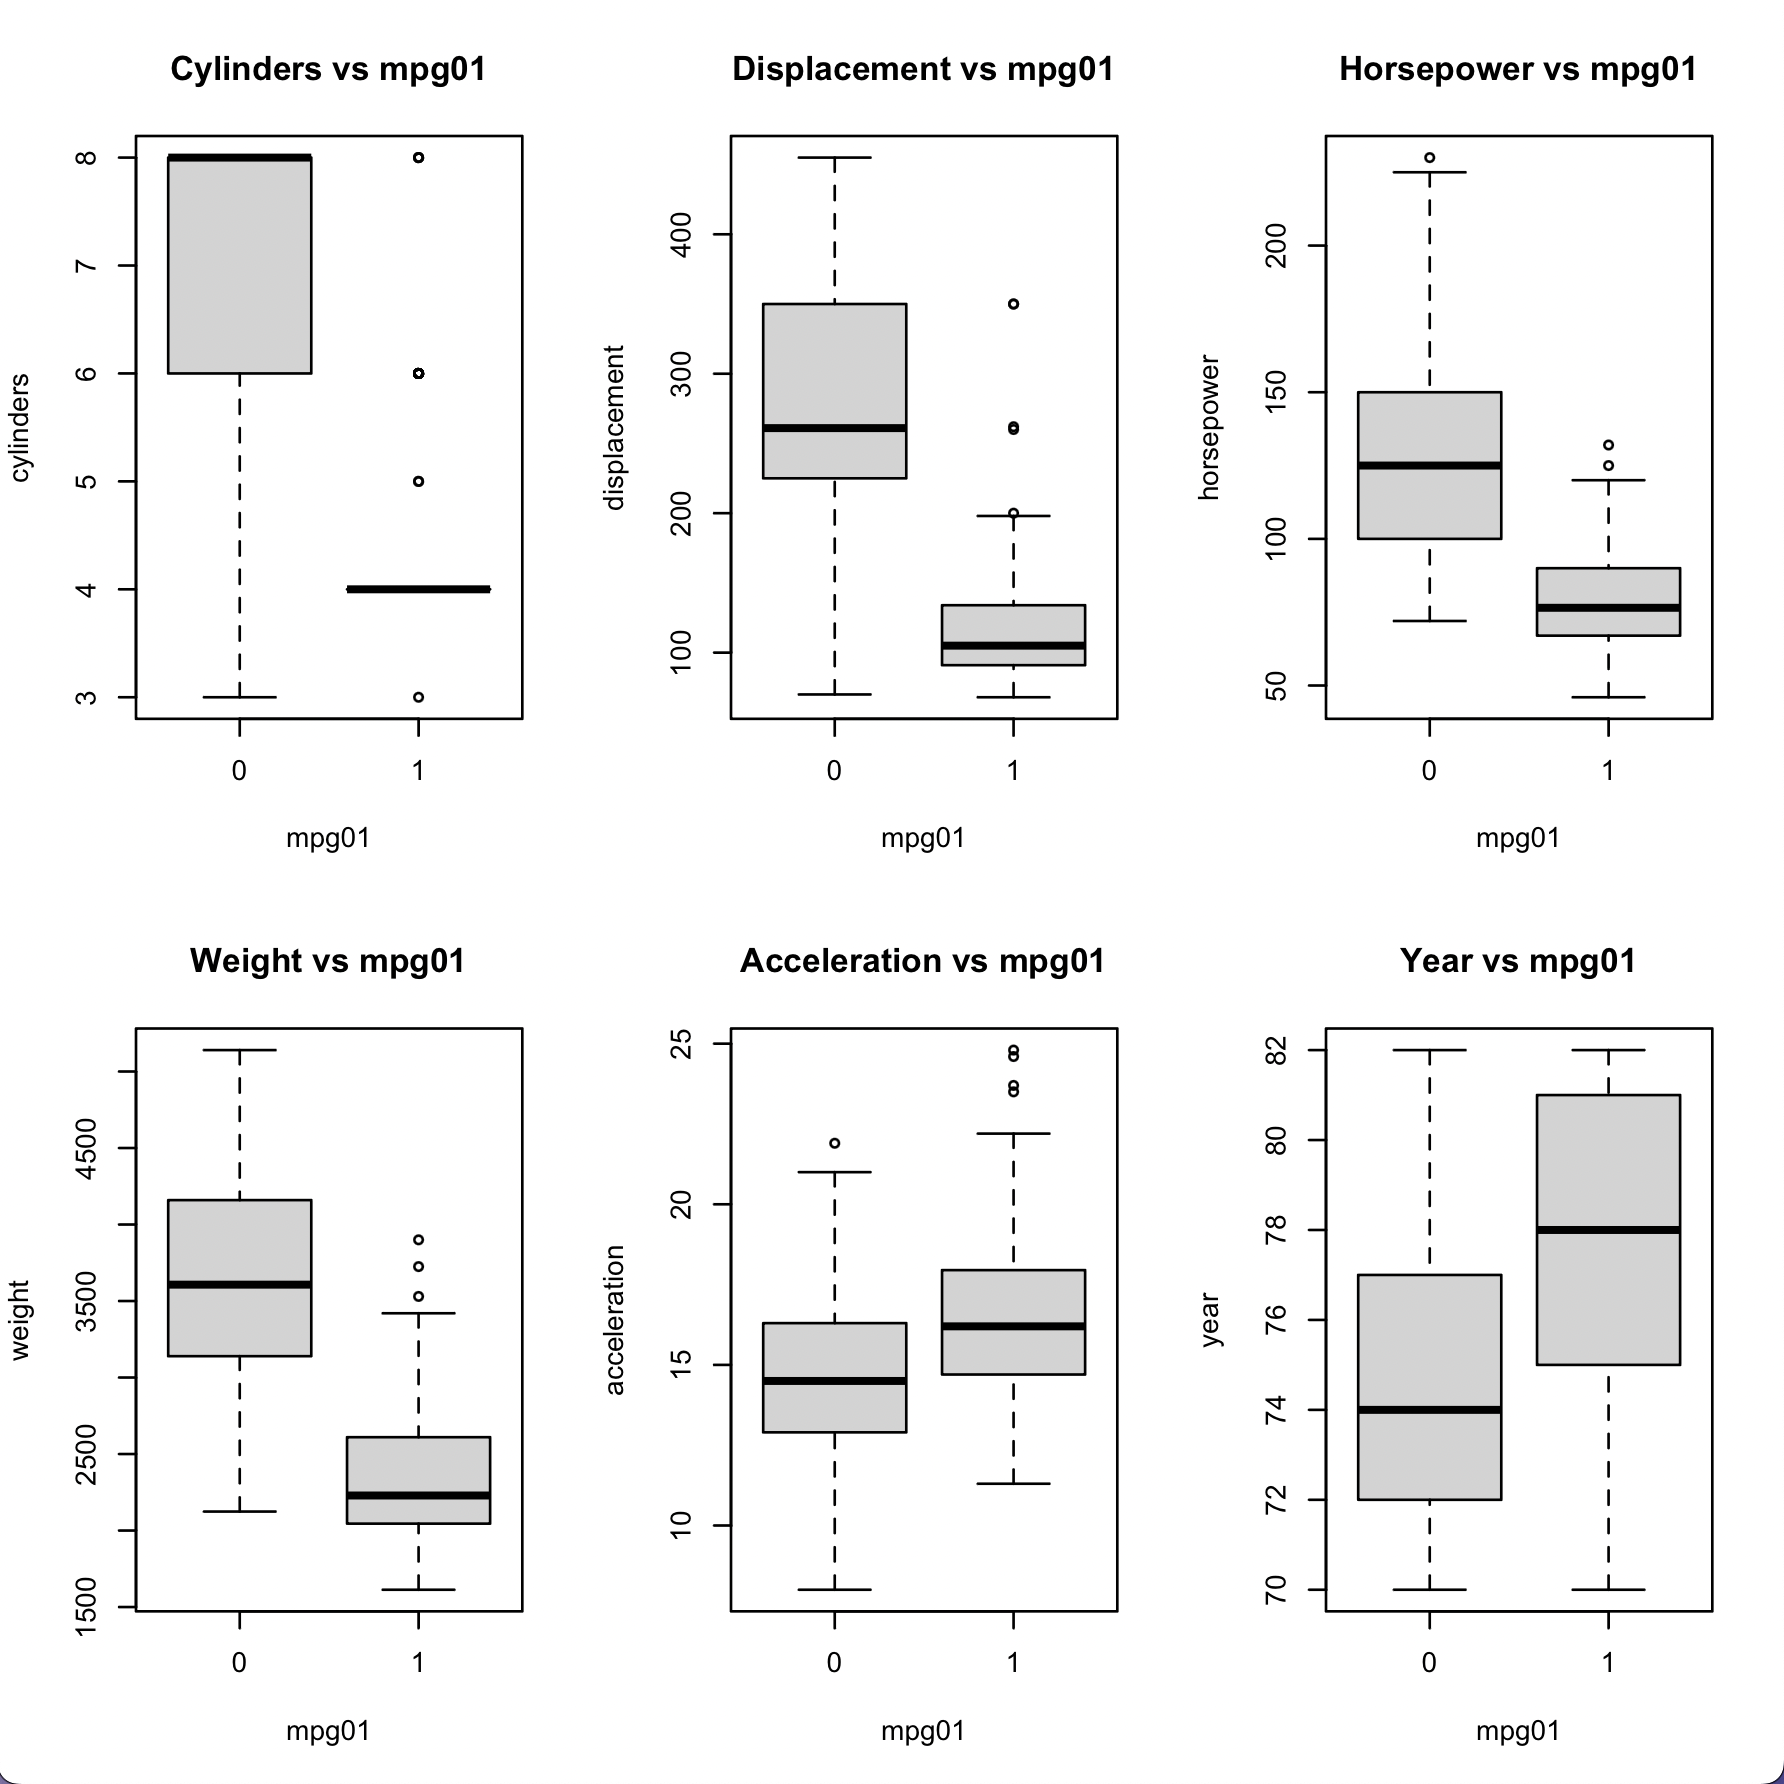 Cylinders vs mpg01
cylinders
8
7
6
5
4
3
0 1
mpg01
Displacement vs mpg01
displacement
400
300
200
100
0 1
mpg01
Horsepower vs mpg01
horsepower
200
150
100
50
0 1
mpg01
Weight vs mpg01
weight
4500
3500
2500
1500
0 1
mpg01
Acceleration vs mpg01
acceleration
25
20
15
10
0 1
mpg01
Year vs mpg01
year
82
80
78
76
74
72
70
0 1
mpg01